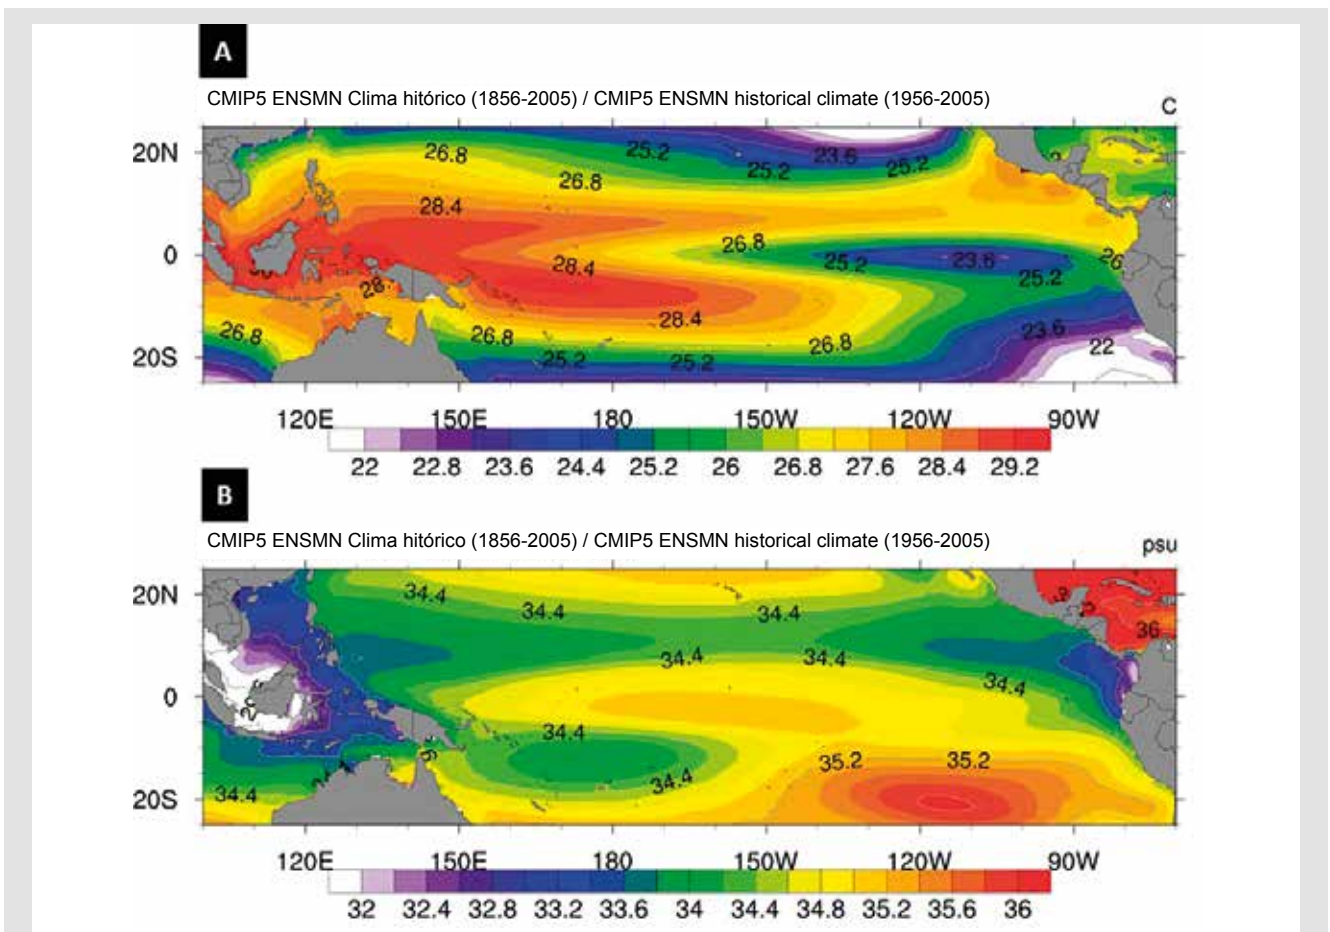 A
CMIP5 ENSMN Clima hitórico (1856-2005) / CMIP5 ENSMN historical climate (1956-2005)
C
20N
0
20S
26.8
25.2
23.6
26.8
25.2
25.2
28.4
26.8
28.4
25.2
23.6
26
25.2
28.4
26.8
26.8
26.8
23.6
22
25.2
25.2
120E 150E 180 150W 120W 90W
22 22.8 23.6 24.4 25.2 26 26.8 27.6 28.4 29.2
B
CMIP5 ENSMN Clima hitórico (1856-2005) / CMIP5 ENSMN historical climate (1956-2005)
psu
20N
0
20S
34.4
34.4
34.4
36
34.4
34.4
34.4
34.4
34.4
34.4
35.2
35.2
34.4
120E 150E 180 150W 120W 90W
32 32.4 32.8 33.2 33.6 34 34.4 34.8 35.2 35.6 36